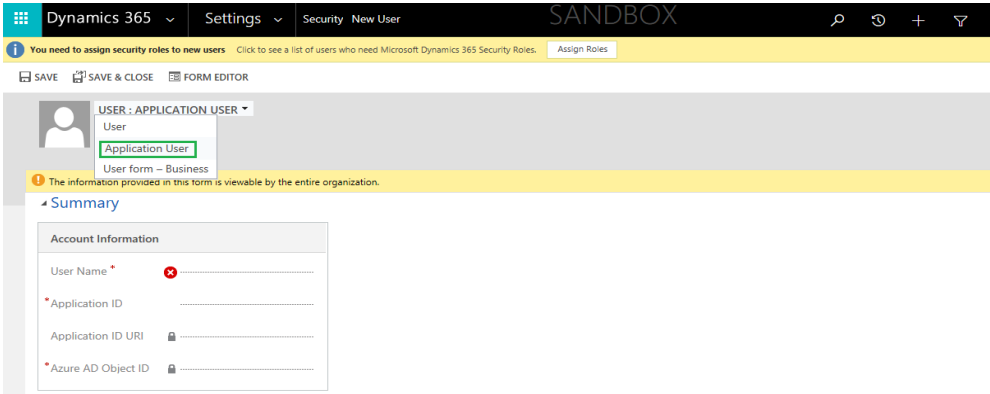 Dynamics 365 Settings Security New User SANDBOX
You need to assign security roles to new users Click to see a list of users who need Microsoft Dynamics 365 Security Roles. Assign Roles
SAVE SAVE & CLOSE FORM EDITOR
USER : APPLICATION USER
User
Application User
User form – Business
The information provided in this form is viewable by the entire organization.
Summary
Account Information
User Name *
* Application ID
Application ID URI
* Azure AD Object ID